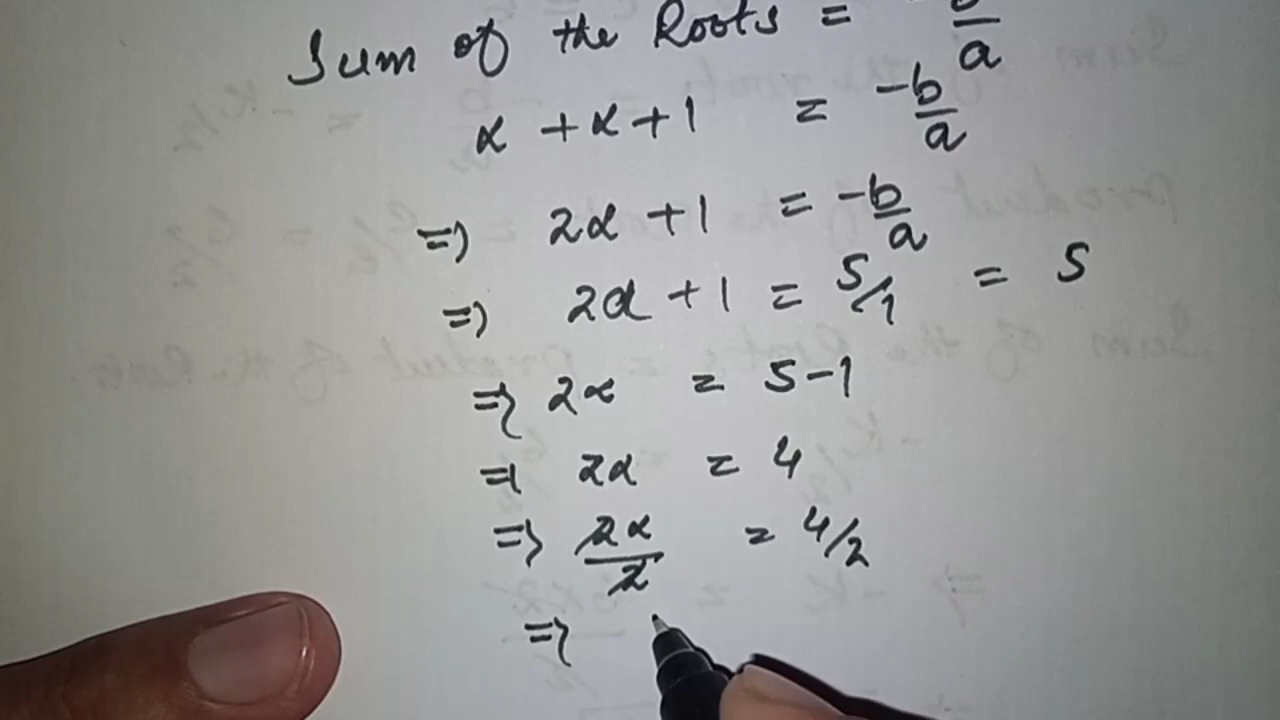 Sum of the Roots = -b/a
α + α + 1 = -b/a
=> 2α + 1 = -b/a
=> 2α + 1 = 5/1 = 5
=> 2α = 5-1
=> 2α = 4
=> 2α/2 = 4/2
=>